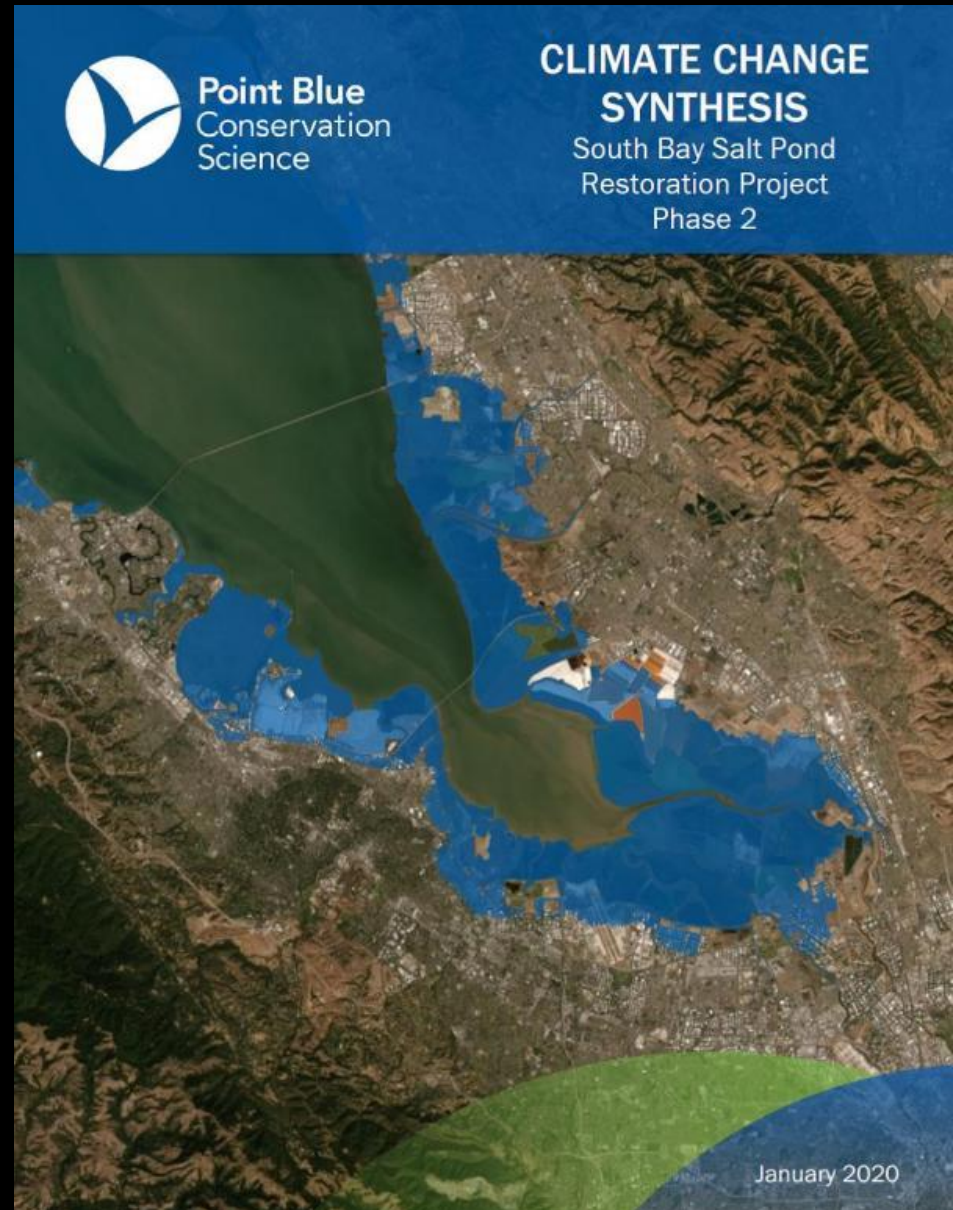 Point Blue
Conservation
Science
CLIMATE CHANGE
SYNTHESIS
South Bay Salt Pond
Restoration Project
Phase 2
January 2020